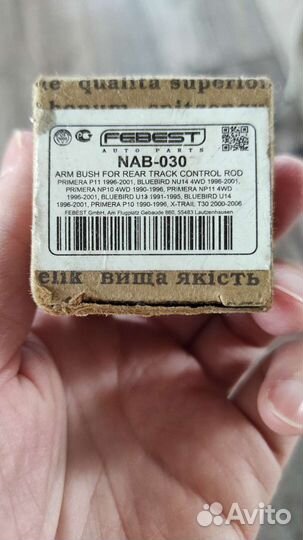 qualita superior
FEBEST
AUTO PARTS
NAB-030
ARM BUSH FOR REAR TRACK CONTROL ROD
PRIMERA P11 1996-2001, BLUEBIRD NU14 4WD 1996-2001,
PRIMERA NP10 4WD 1990-1996, PRIMERA NP11 4WD
1996-2001, BLUEBIRD U13 1991-1995, BLUEBIRD U14
1996-2001, PRIMERA P10 1990-1996, X-TRAIL T30 2000-2006
FEBEST GmbH, Am Flugplatz Gebaude 860, 55483 Lautzenhausen
elik вища якість
Avito